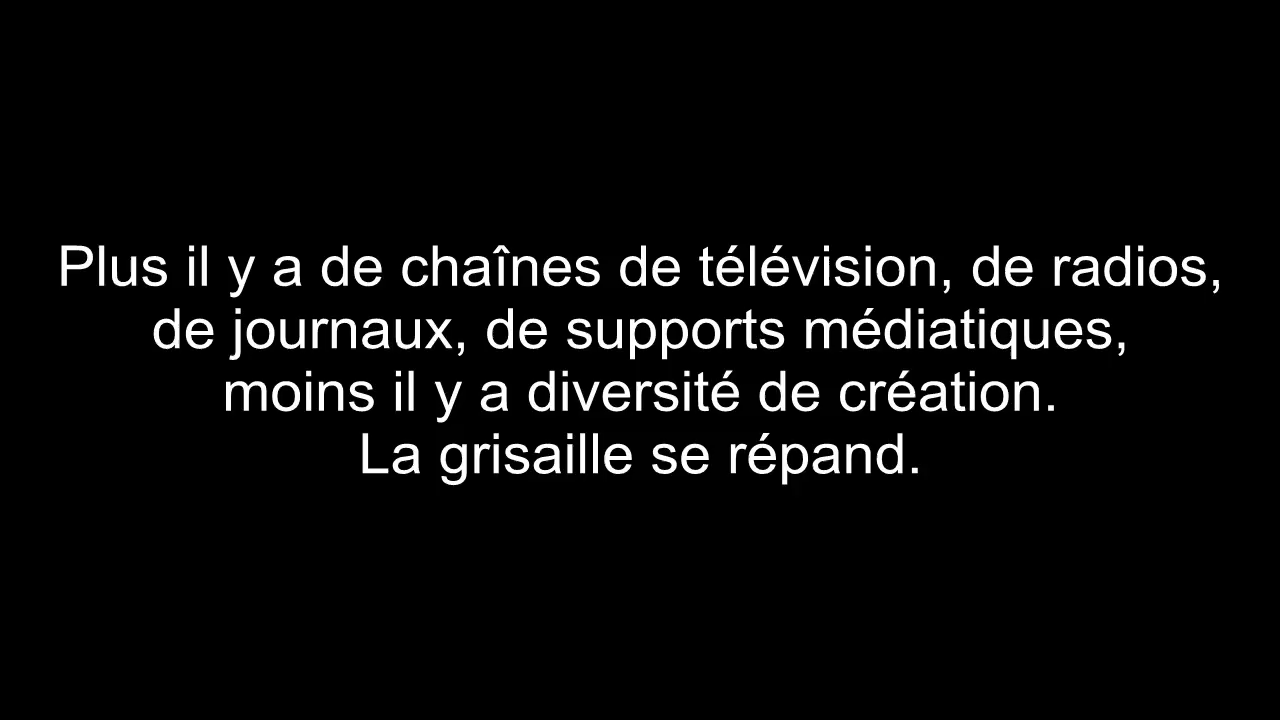 Plus il y a de chaînes de télévision, de radios,
de journaux, de supports médiatiques,
moins il y a diversité de création.
La grisaille se répand.